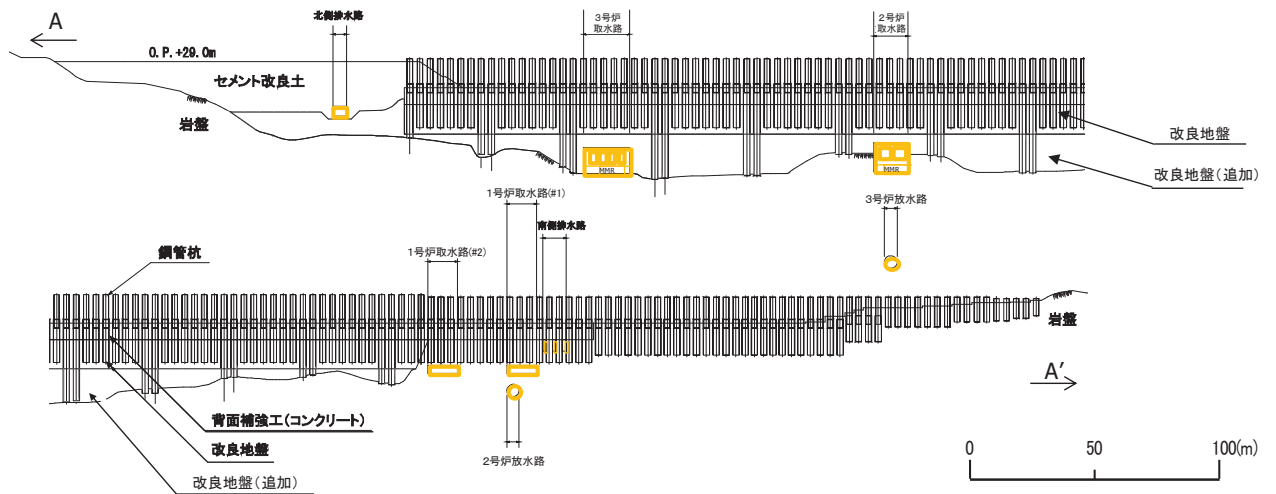 A
北側排水路
3号炉
取水路
2号炉
取水路
O.P.+29.0m
セメント改良土
岩盤
改良地盤
MMR
MMR
改良地盤(追加)
1号炉取水路(#1)
3号炉放水路
南側排水路
1号炉取水路(#2)
鋼管杭
岩盤
A′
背面補強工(コンクリート)
改良地盤
2号炉放水路
改良地盤(追加)
0 50 100(m)